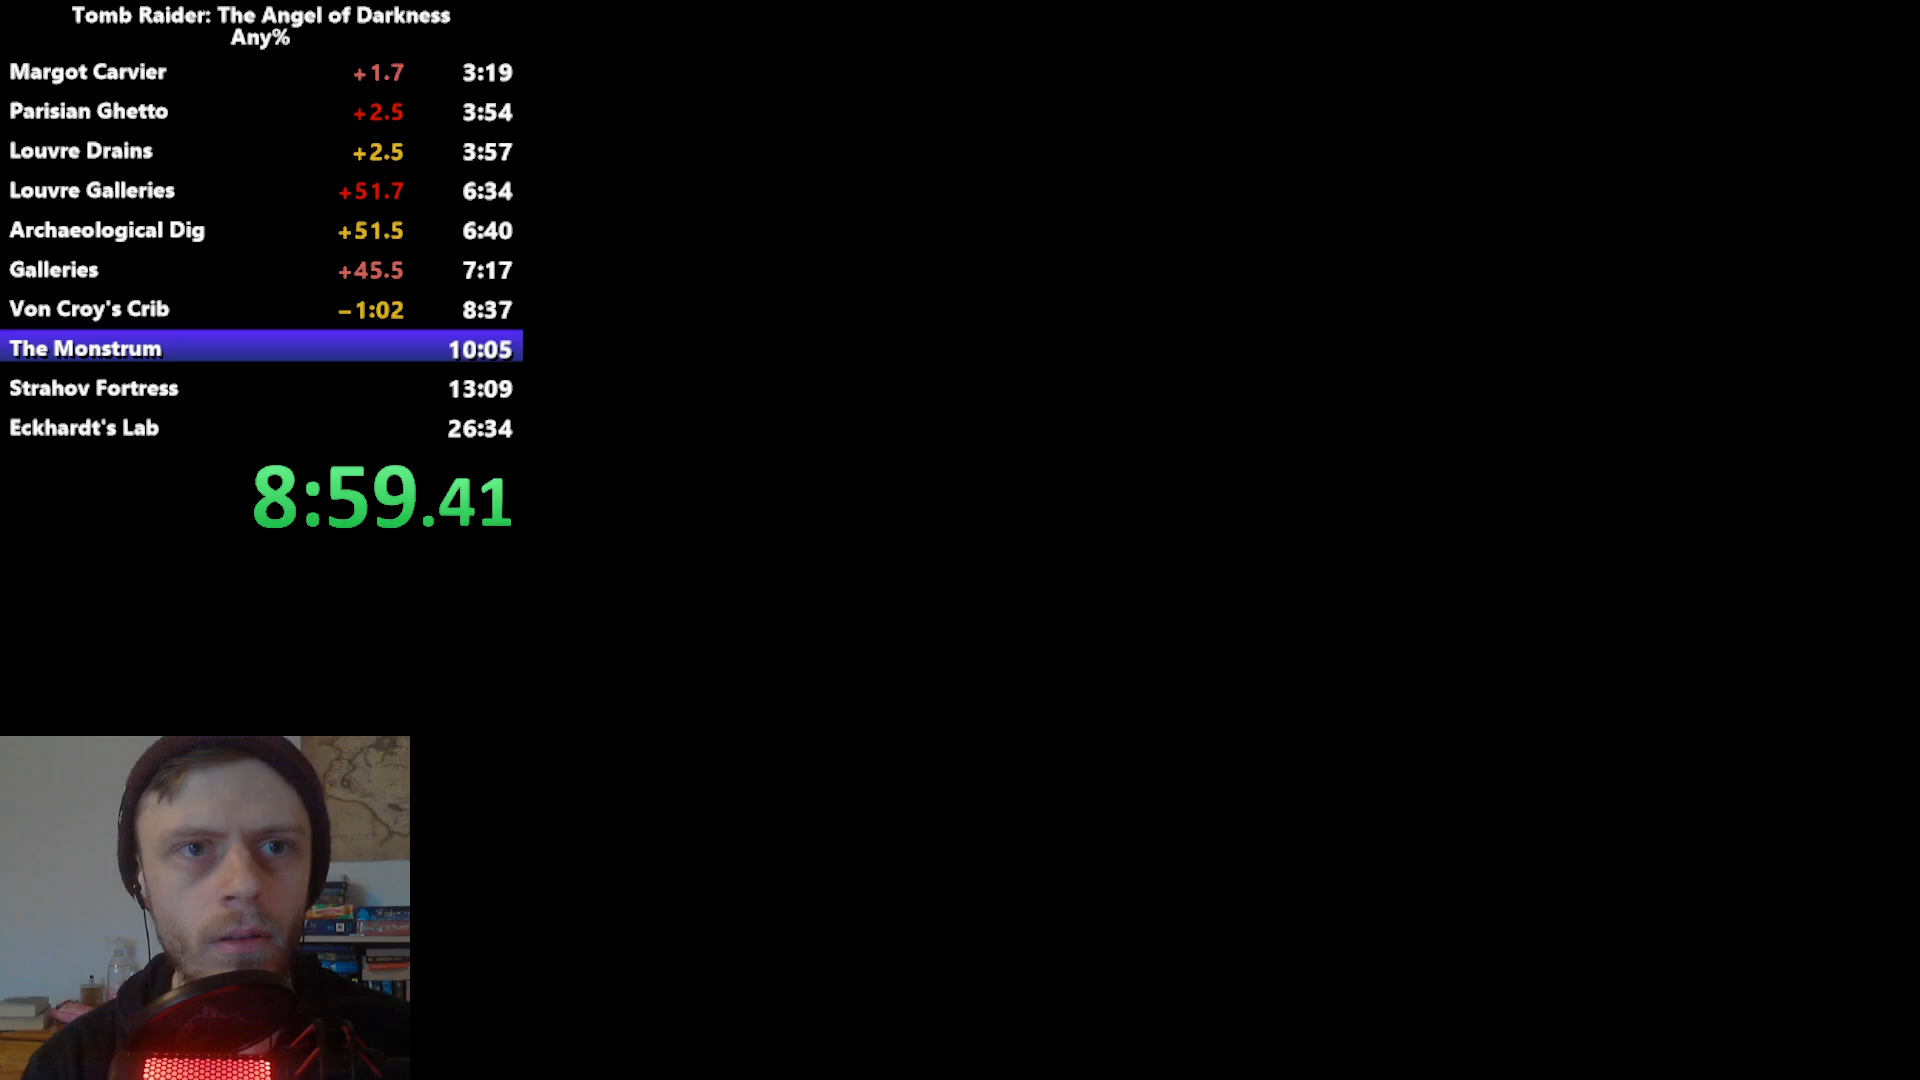 Tomb Raider: The Angel of Darkness
Any%
Margot Carvier +1.7 3:19
Parisian Ghetto +2.5 3:54
Louvre Drains +2.5 3:57
Louvre Galleries +51.7 6:34
Archaeological Dig +51.5 6:40
Galleries +45.5 7:17
Von Croy's Crib −1:02 8:37
The Monstrum 10:05
Strahov Fortress 13:09
Eckhardt's Lab 26:34
8:59.41